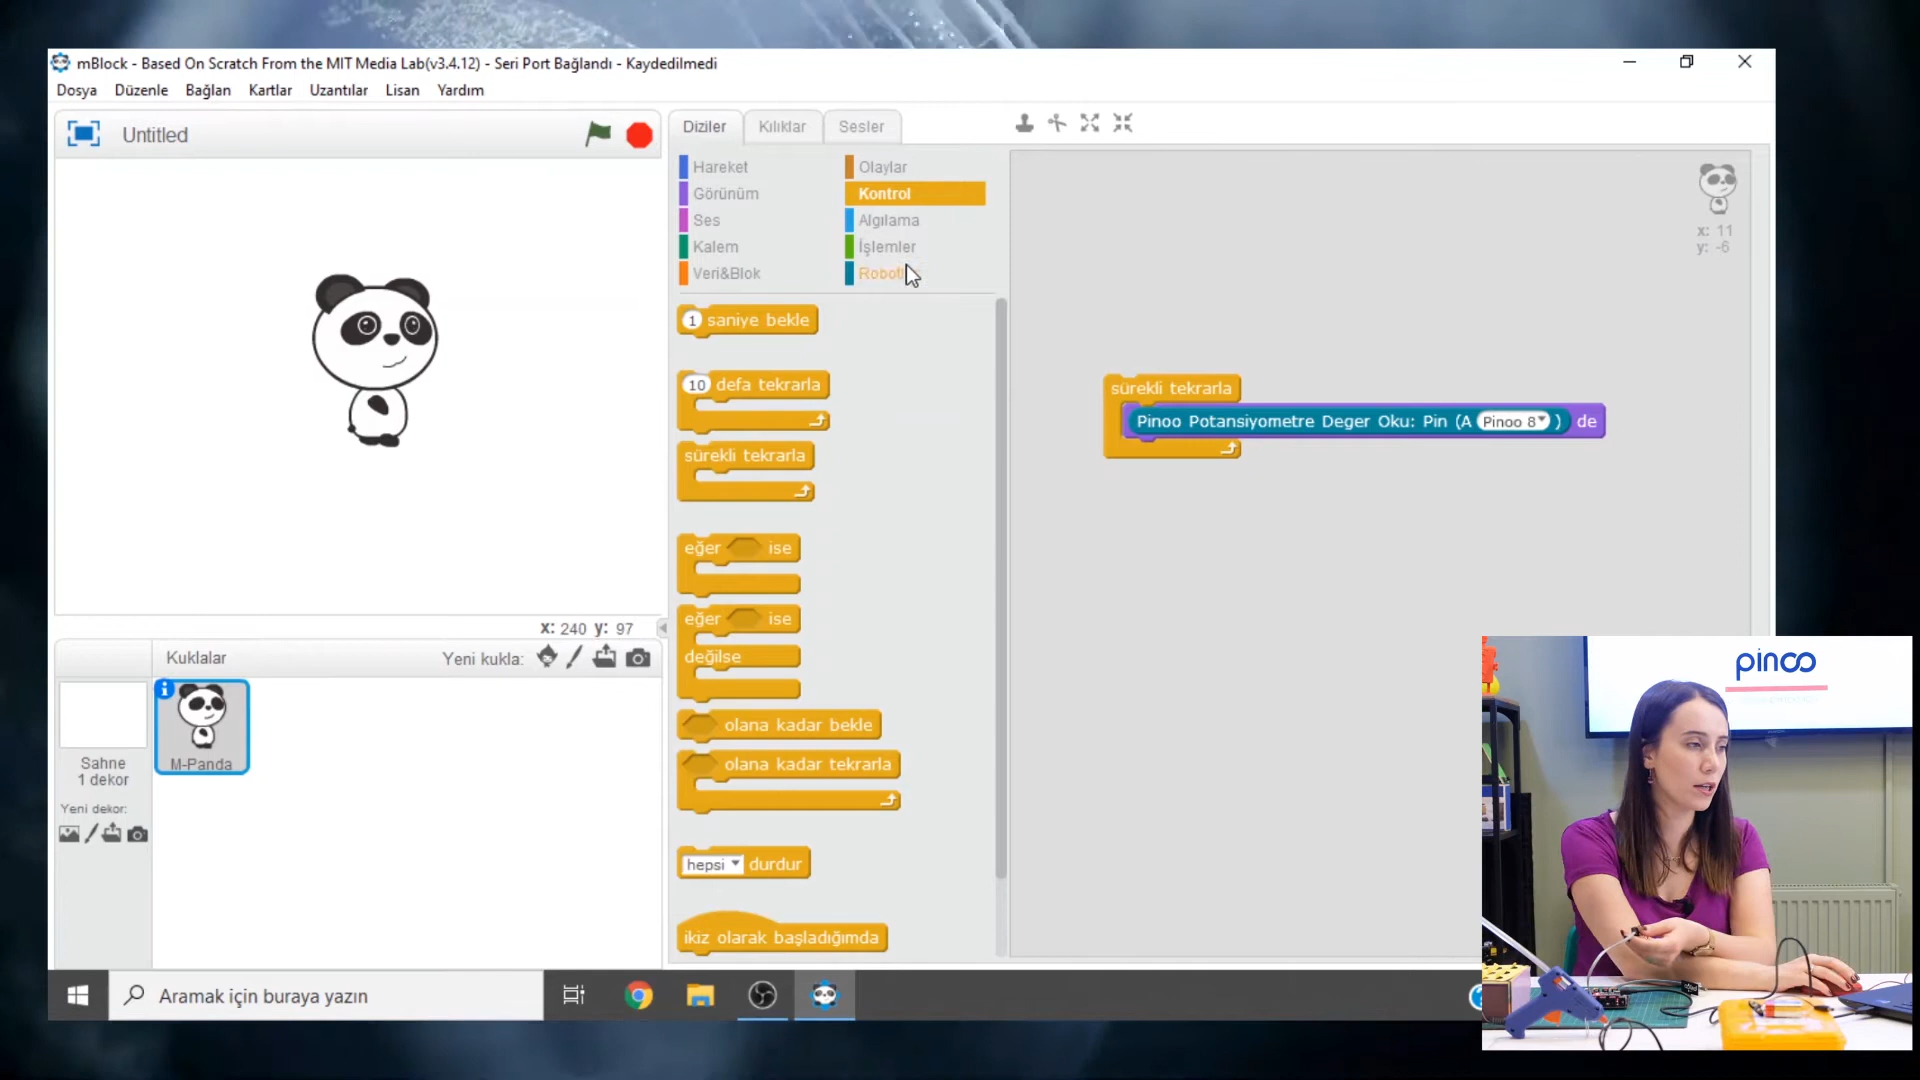 mBlock - Based On Scratch From the MIT Media Lab(v3.4.12) - Seri Port Bağlandı - Kaydedilmedi
Dosya Düzenle Bağlan Kartlar Uzantılar Lisan Yardım
Untitled
Diziler Kılıklar Sesler
Hareket Olaylar
Görünüm Kontrol
Ses Algılama
Kalem İşlemler
Veri&Blok
x: 11
y: -6
1 saniye bekle
10 defa tekrarla
sürekli tekrarla
eğer ise
eğer ise
değilse
olana kadar bekle
olana kadar tekrarla
hepsi durdur
ikiz olarak başladığımda
sürekli tekrarla
Pinoo Potansiyometre Deger Oku: Pin (A Pinoo 8 ) de
x: 240 y: 97
Kuklalar Yeni kukla:
M-Panda
Sahne
1 dekor
Yeni dekor:
pinoo
Aramak için buraya yazın